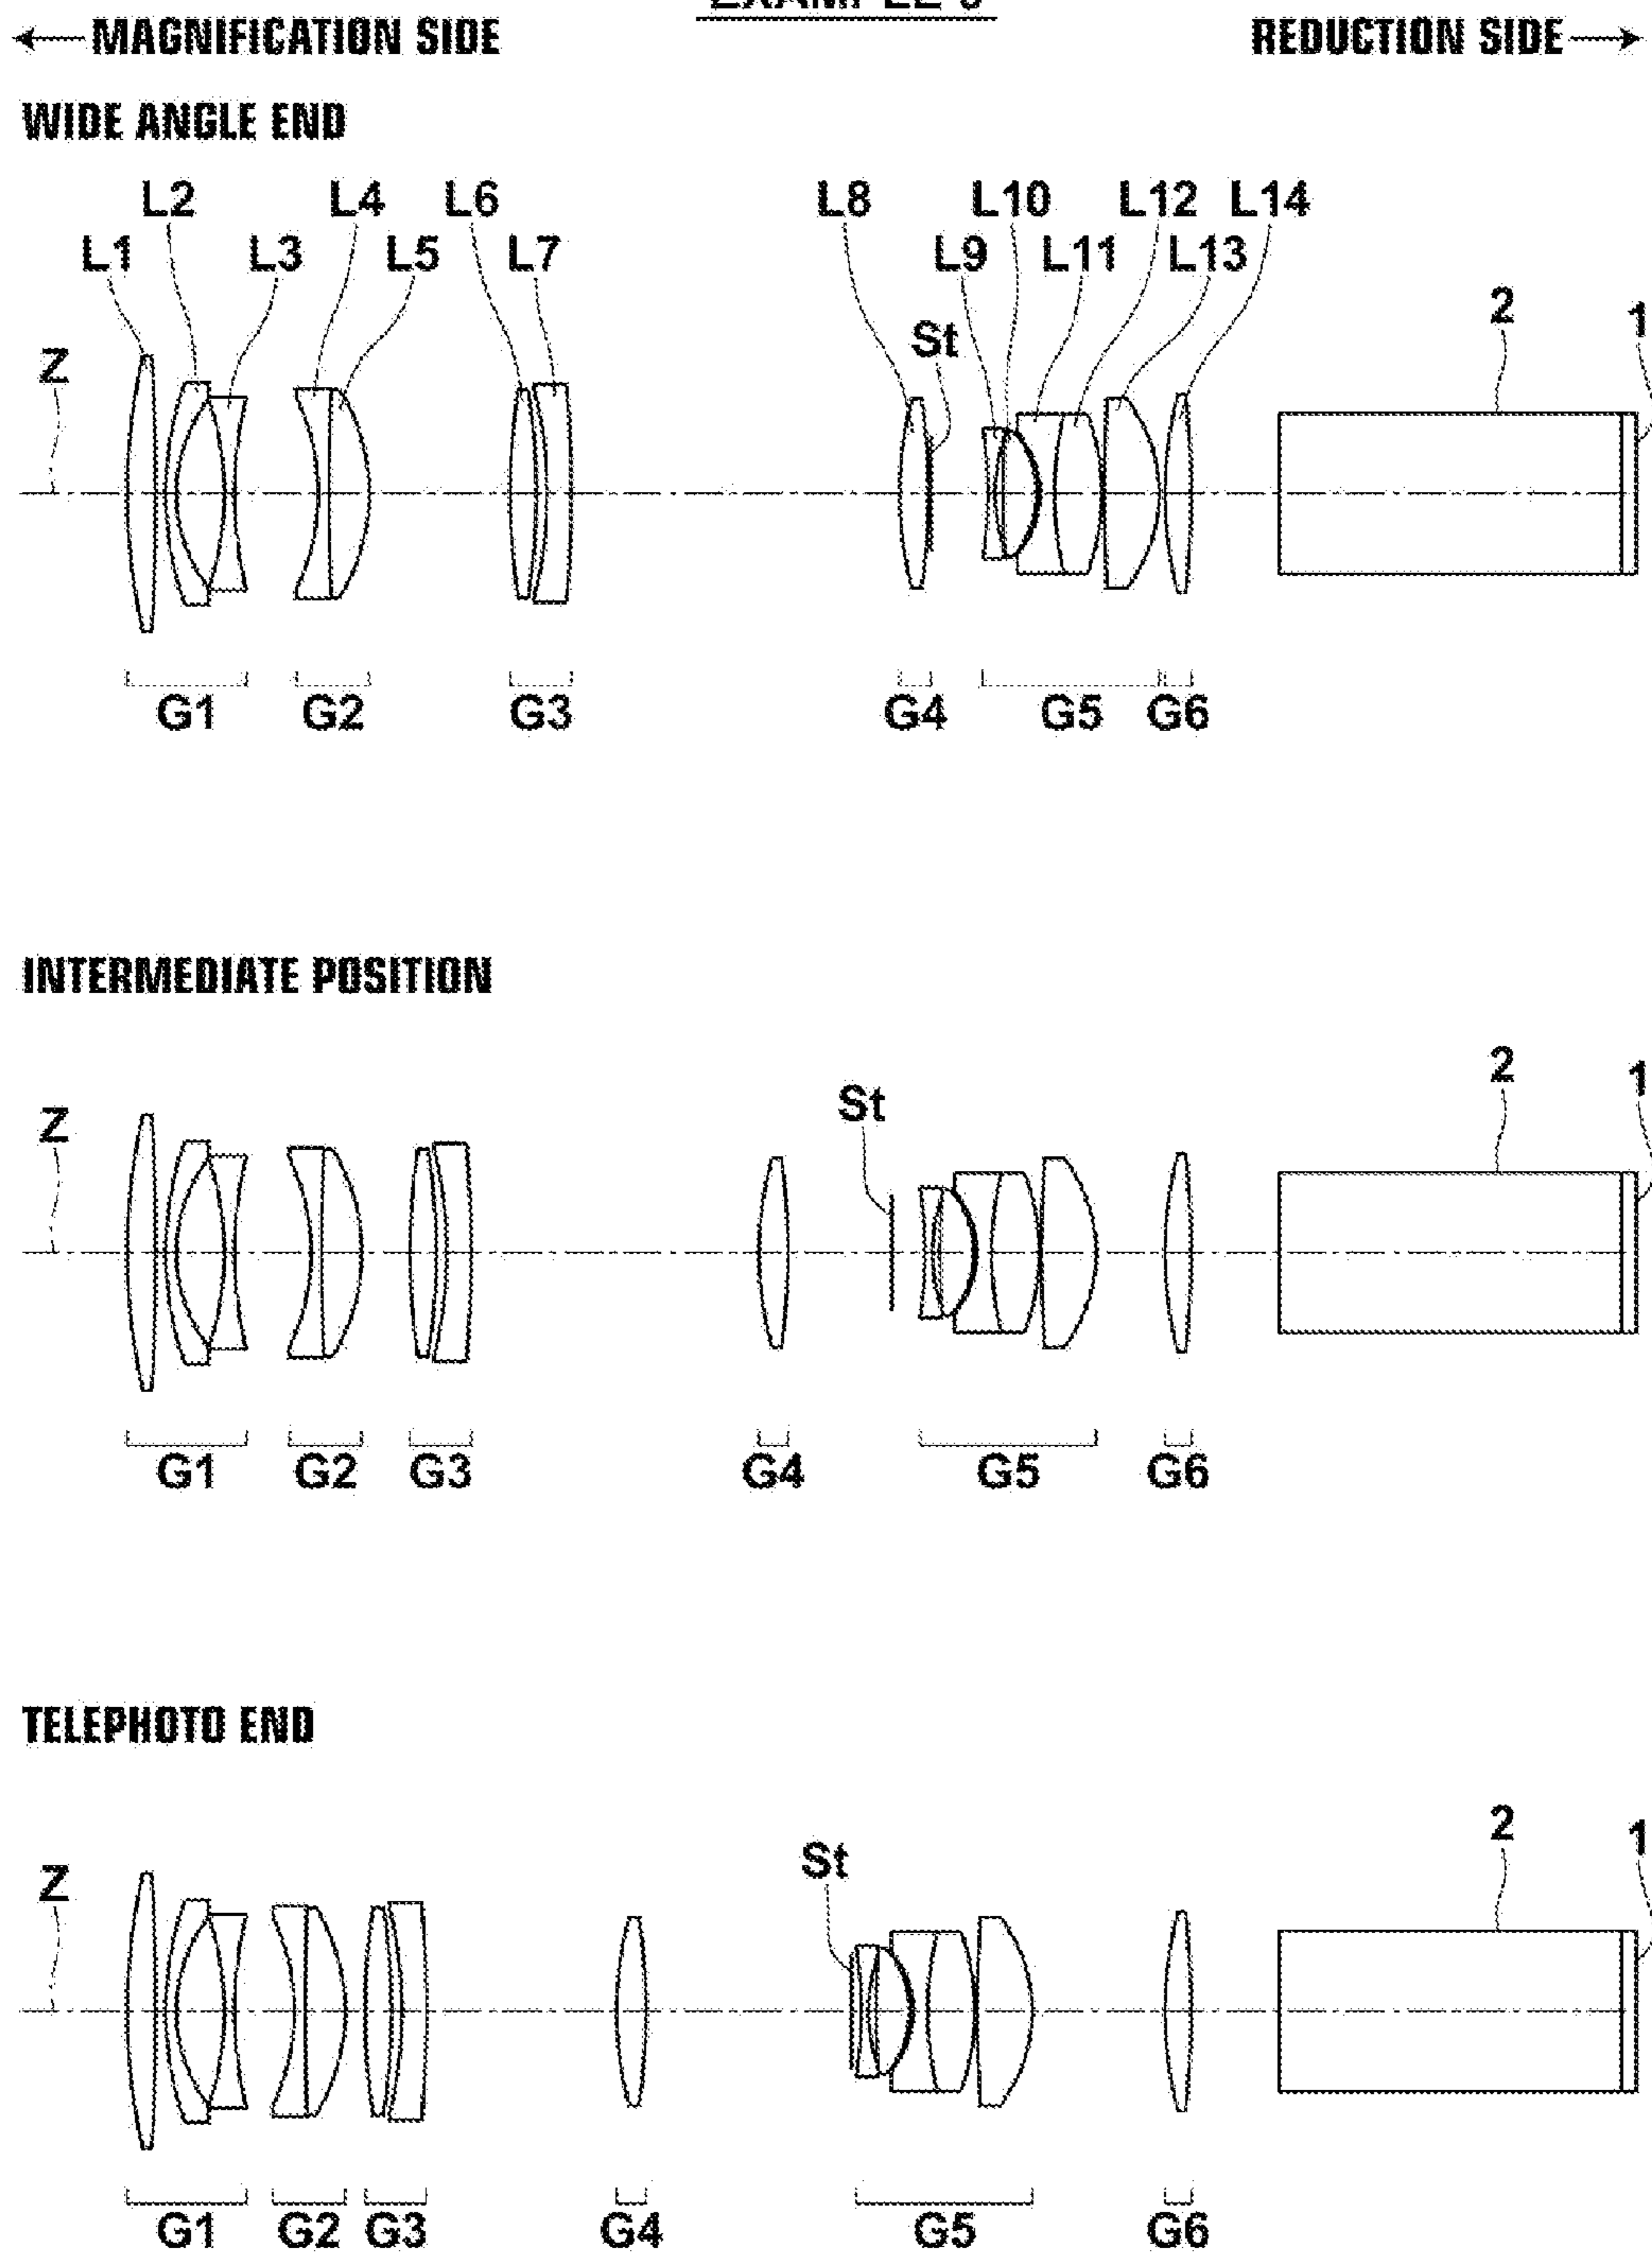 ← MAGNIFICATION SIDE REDUCTION SIDE →
WIDE ANGLE END
L2 L4 L6 L8 L10 L12 L14
L1 L3 L5 L7 L9 L11 L13
2 1
St
Z
G1 G2 G3 G4 G5 G6
INTERMEDIATE POSITION
2 1
St
Z
G1 G2 G3 G4 G5 G6
TELEPHOTO END
2 1
St
Z
G1 G2 G3 G4 G5 G6